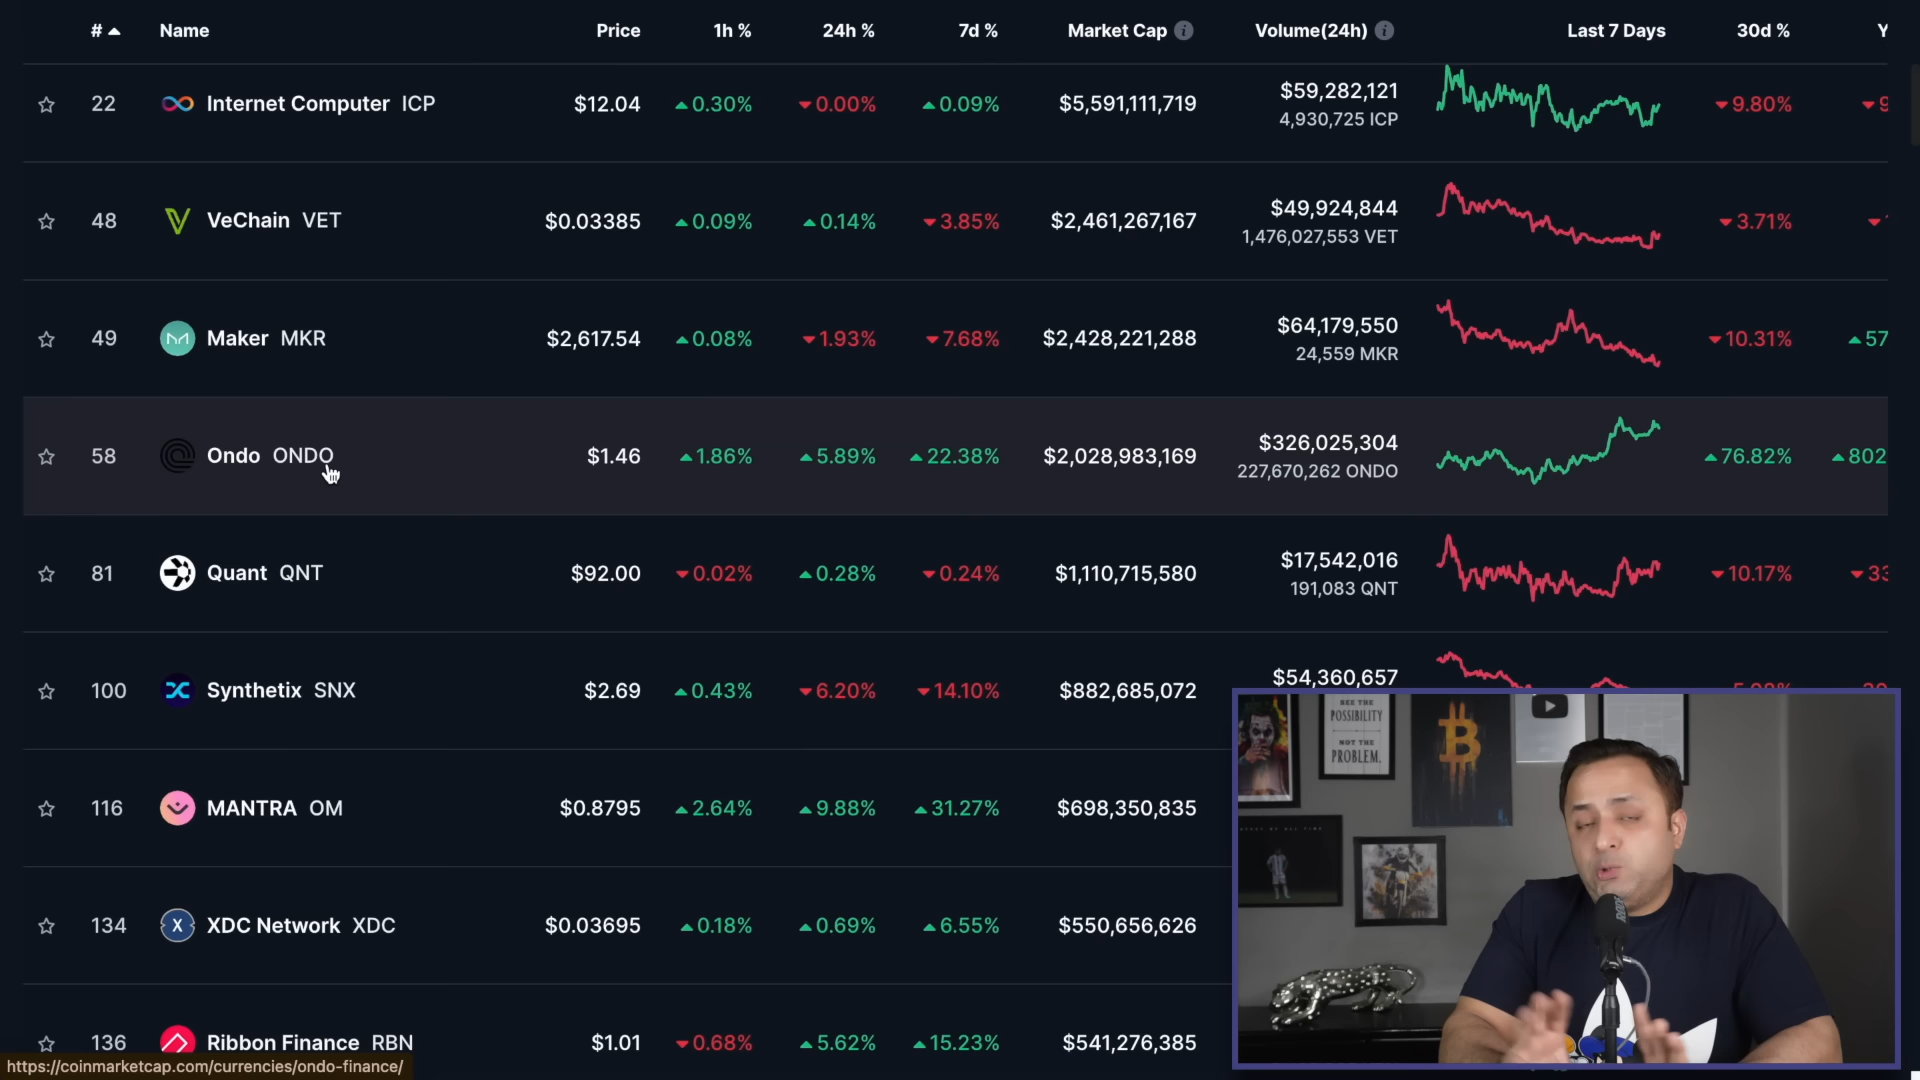 # Name Price 1h % 24h % 7d % Market Cap Volume(24h) Last 7 Days 30d % Y
22 Internet Computer ICP $12.04 0.30% 0.00% 0.09% $5,591,111,719 $59,282,121 9.80% 9
4,930,725 ICP
48 VeChain VET $0.03385 0.09% 0.14% 3.85% $2,461,267,167 $49,924,844 3.71%
1,476,027,553 VET
49 Maker MKR $2,617.54 0.08% 1.93% 7.68% $2,428,221,288 $64,179,550 10.31% 57
24,559 MKR
58 Ondo ONDO $1.46 1.86% 5.89% 22.38% $2,028,983,169 $326,025,304 76.82% 802
227,670,262 ONDO
81 Quant QNT $92.00 0.02% 0.28% 0.24% $1,110,715,580 $17,542,016 10.17% 33
191,083 QNT
100 Synthetix SNX $2.69 0.43% 6.20% 14.10% $882,685,072 $54,360,657
116 MANTRA OM $0.8795 2.64% 9.88% 31.27% $698,350,835
134 XDC Network XDC $0.03695 0.18% 0.69% 6.55% $550,656,626
136 Ribbon Finance RBN $1.01 0.68% 5.62% 15.23% $541,276,385
https://coinmarketcap.com/currencies/ondo-finance/
SEE THE
POSSIBILITY
NOT THE
PROBLEM.